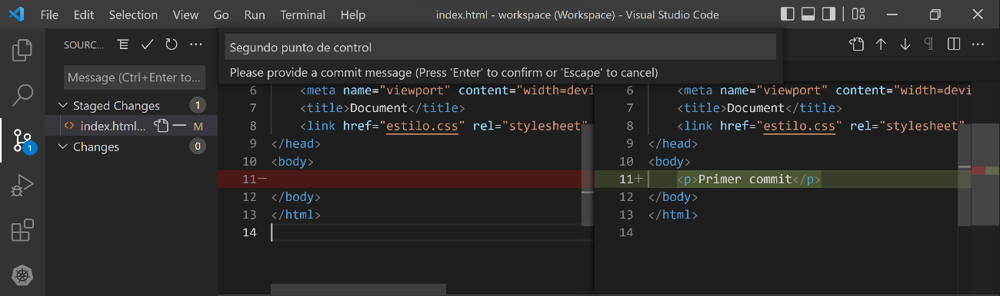 File Edit Selection View Go Run Terminal Help index.html - workspace (Workspace) - Visual Studio Code
SOURC...
Segundo punto de control
Please provide a commit message (Press 'Enter' to confirm or 'Escape' to cancel)
Message (Ctrl+Enter to...
Staged Changes 1
index.html... M
Changes 0
1
6 <meta name="viewport" content="width=devi
7 <title>Document</title>
8 <link href="estilo.css" rel="stylesheet"
9 </head>
10 <body>
11—
12 </body>
13 </html>
14
6 <meta name="viewport" content="width=devi
7 <title>Document</title>
8 <link href="estilo.css" rel="stylesheet"
9 </head>
10 <body>
11+ <p>Primer commit</p>
12 </body>
13 </html>
14